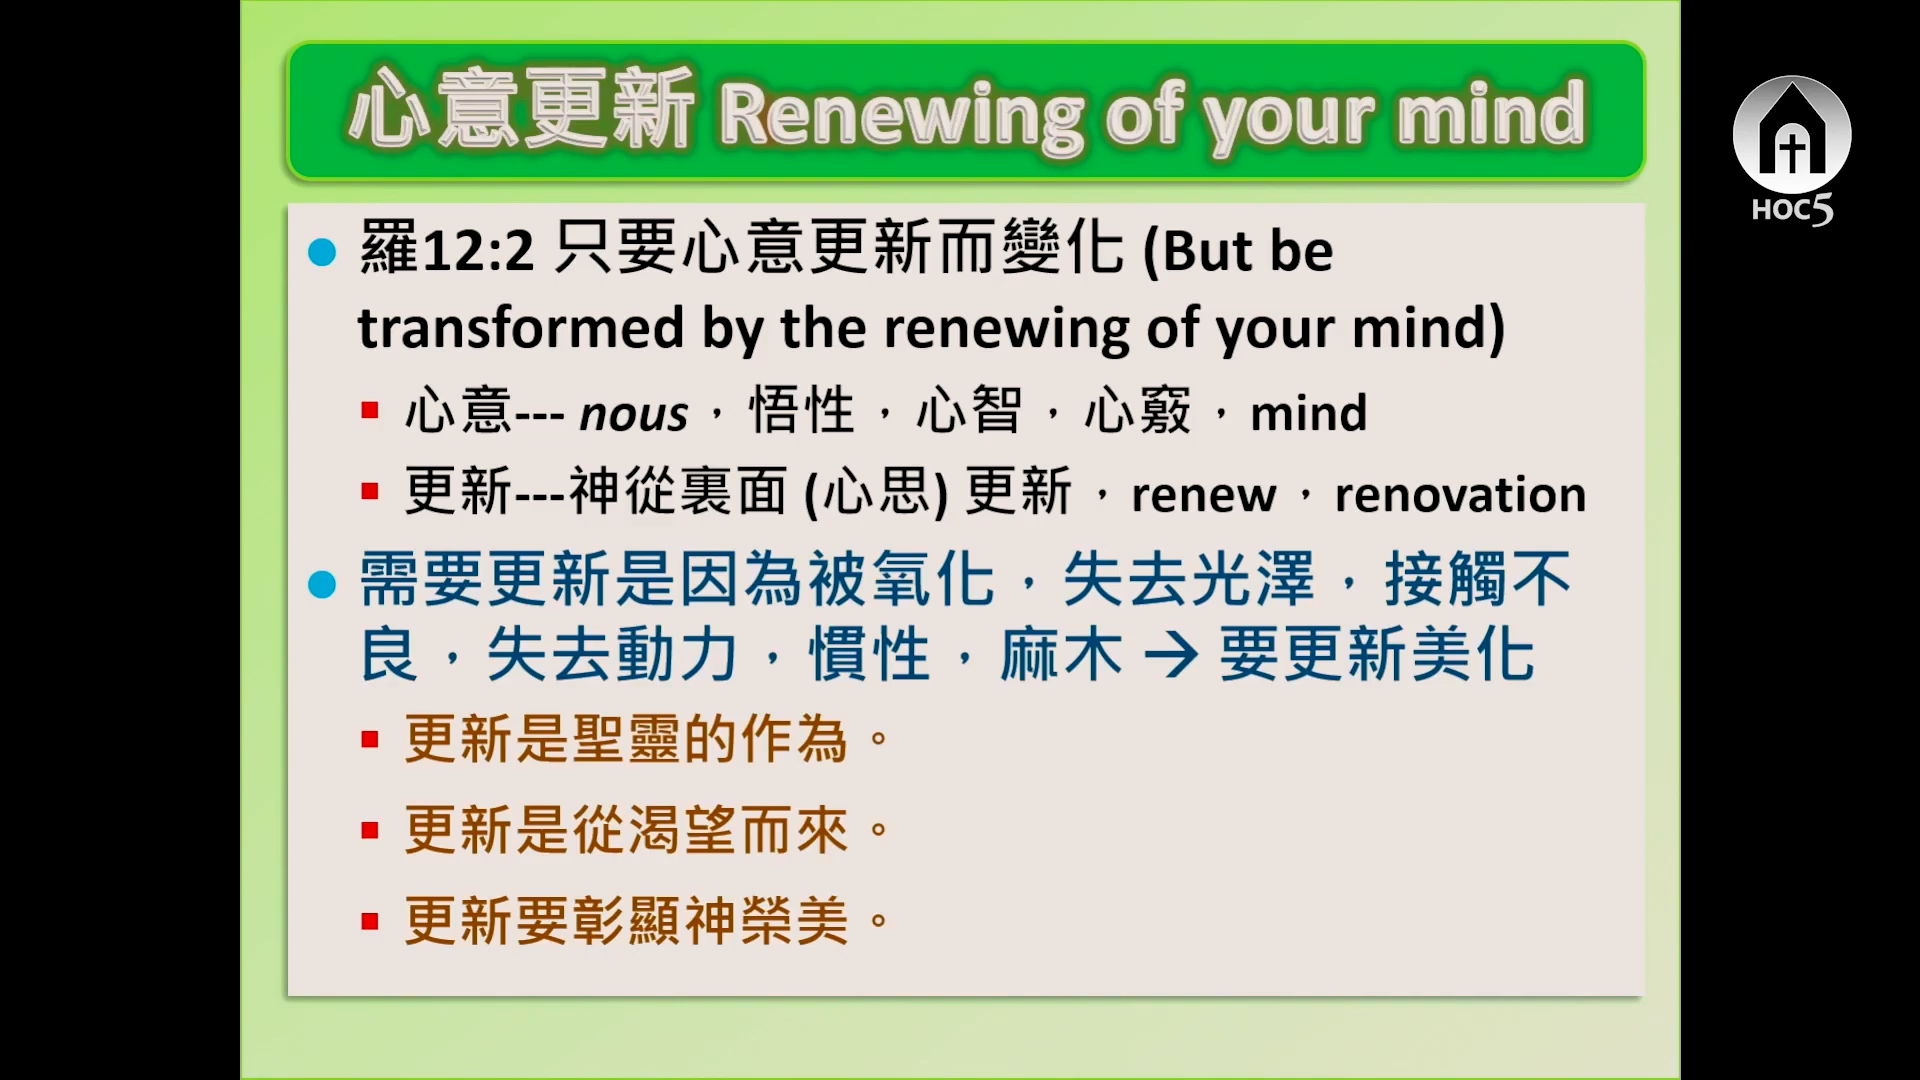 心意更新 Renewing of your mind
HOC5
羅12:2 只要心意更新而變化 (But be
transformed by the renewing of your mind)
心意--- nous，悟性，心智，心竅，mind
更新---神從裏面 (心思) 更新，renew，renovation
需要更新是因為被氧化，失去光澤，接觸不
良，失去動力，慣性，麻木 → 要更新美化
更新是聖靈的作為。
更新是從渴望而來。
更新要彰顯神榮美。